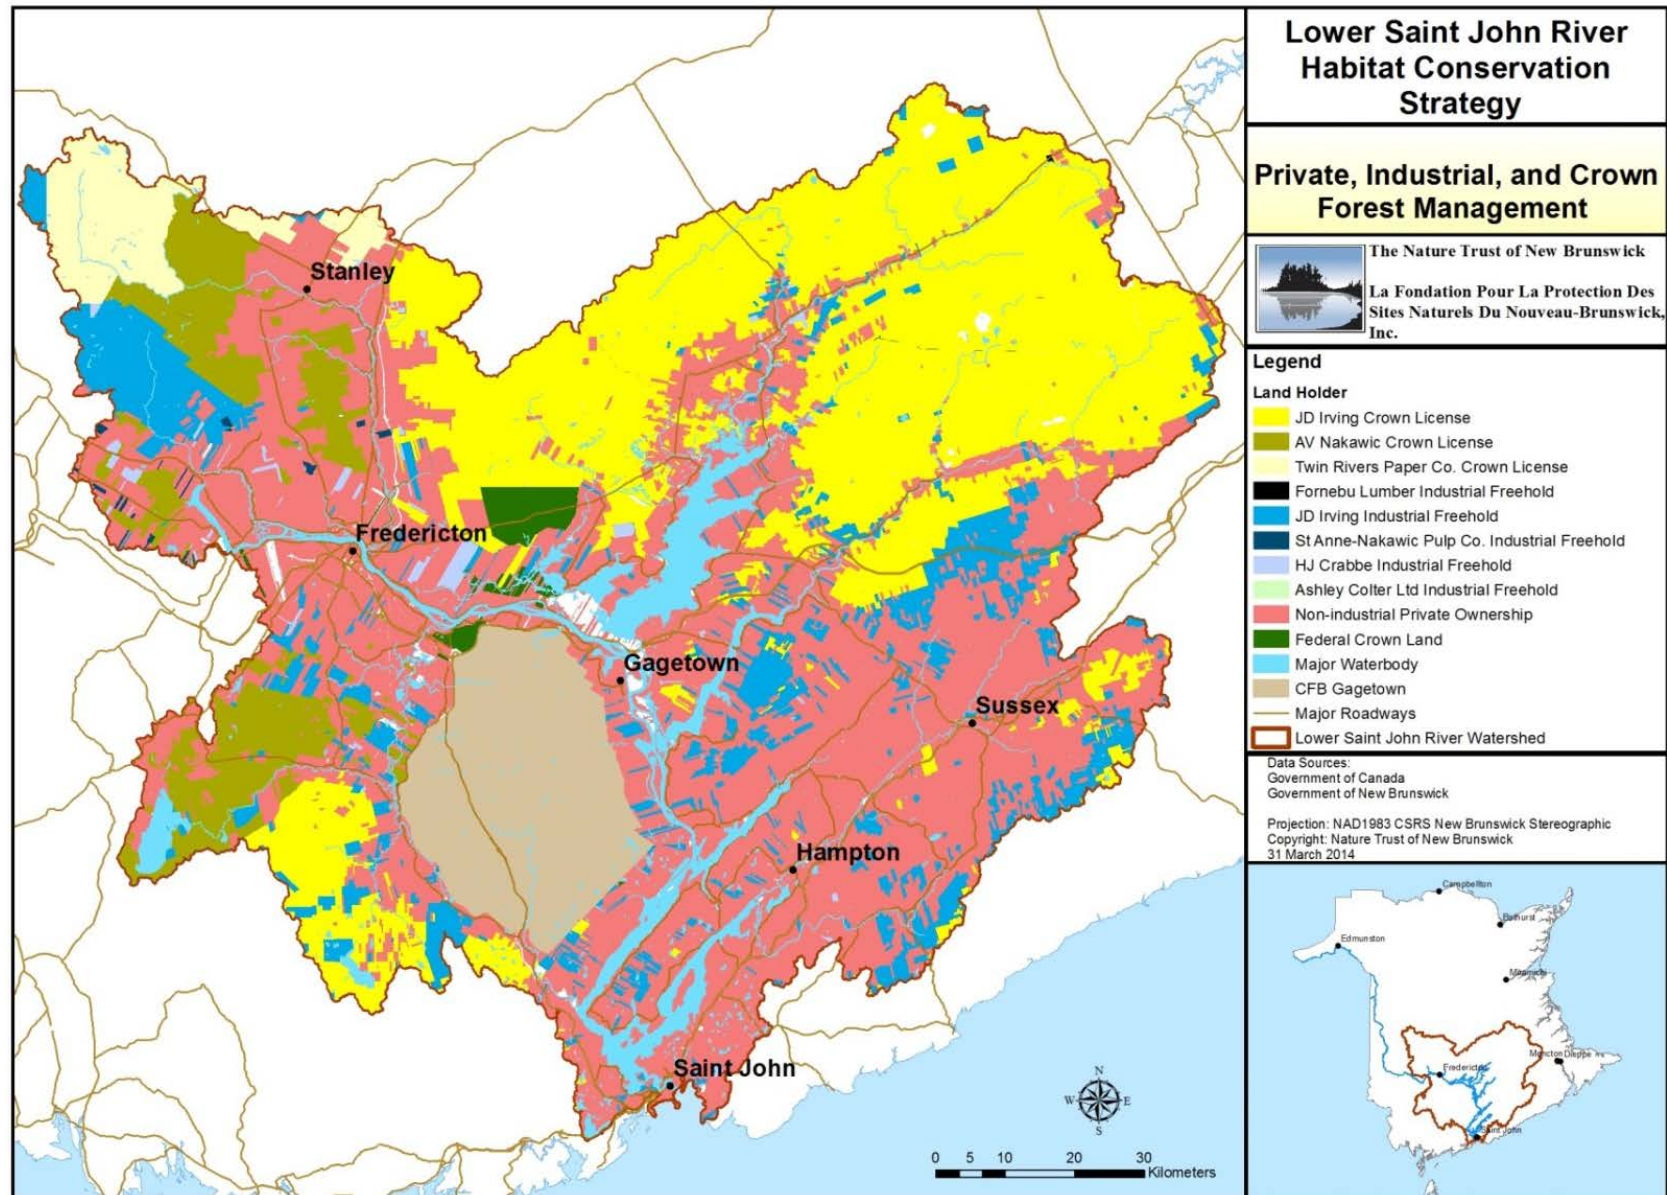 Lower Saint John River
Habitat Conservation
Strategy
Private, Industrial, and Crown
Forest Management
The Nature Trust of New Brunswick
La Fondation Pour La Protection Des
Sites Naturels Du Nouveau-Brunswick,
Inc.
Legend
Land Holder
JD Irving Crown License
AV Nakawic Crown License
Twin Rivers Paper Co. Crown License
Fornebu Lumber Industrial Freehold
JD Irving Industrial Freehold
St Anne-Nakawic Pulp Co. Industrial Freehold
HJ Crabbe Industrial Freehold
Ashley Colter Ltd Industrial Freehold
Non-industrial Private Ownership
Federal Crown Land
Major Waterbody
CFB Gagetown
Major Roadways
Lower Saint John River Watershed
Data Sources:
Government of Canada
Government of New Brunswick
Projection: NAD1983 CSRS New Brunswick Stereographic
Copyright: Nature Trust of New Brunswick
31 March 2014
Stanley
Fredericton
Gagetown
Sussex
Hampton
Saint John
N
W E
S
0 5 10 20 30
Kilometers
Campbellton
Bathurst
Edmunston
Miramichi
Moncton Dieppe
Fredericton
Saint John